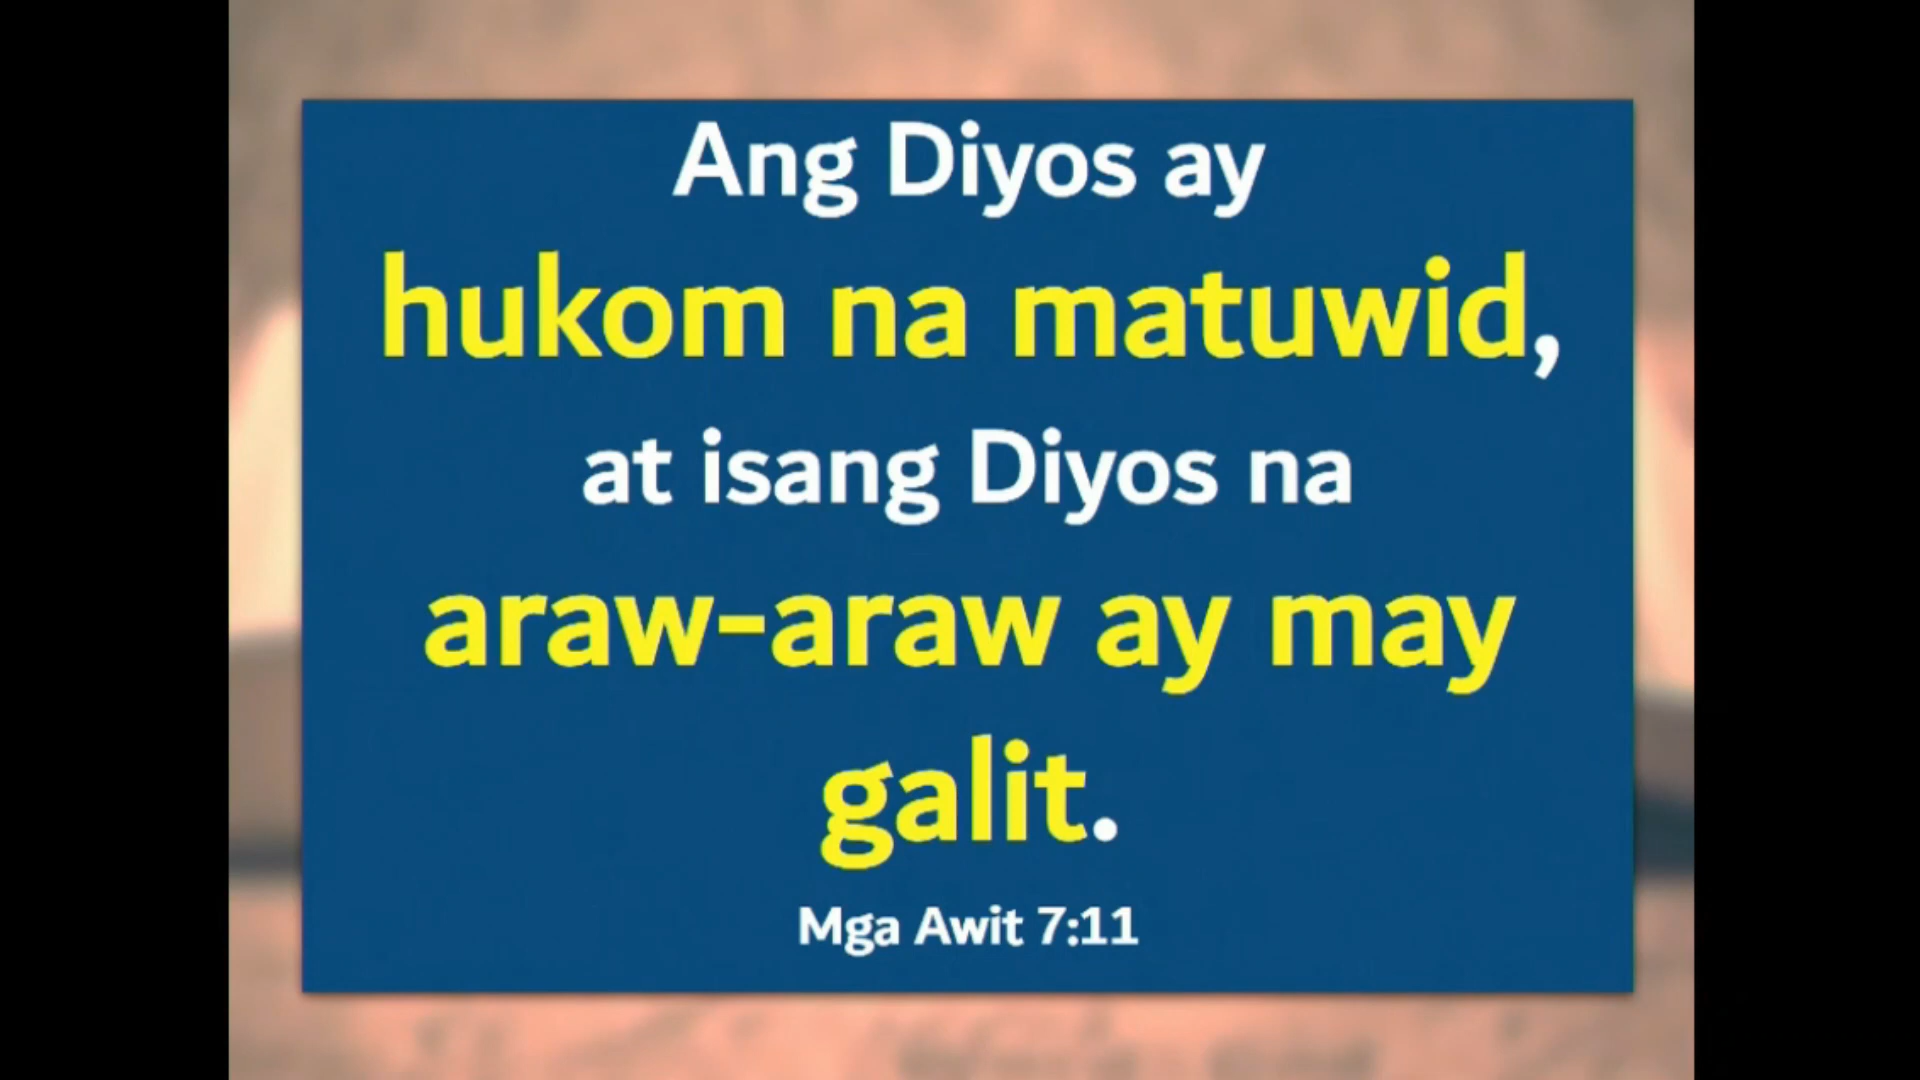 Ang Diyos ay
hukom na matuwid,
at isang Diyos na
araw-araw ay may
galit.
Mga Awit 7:11